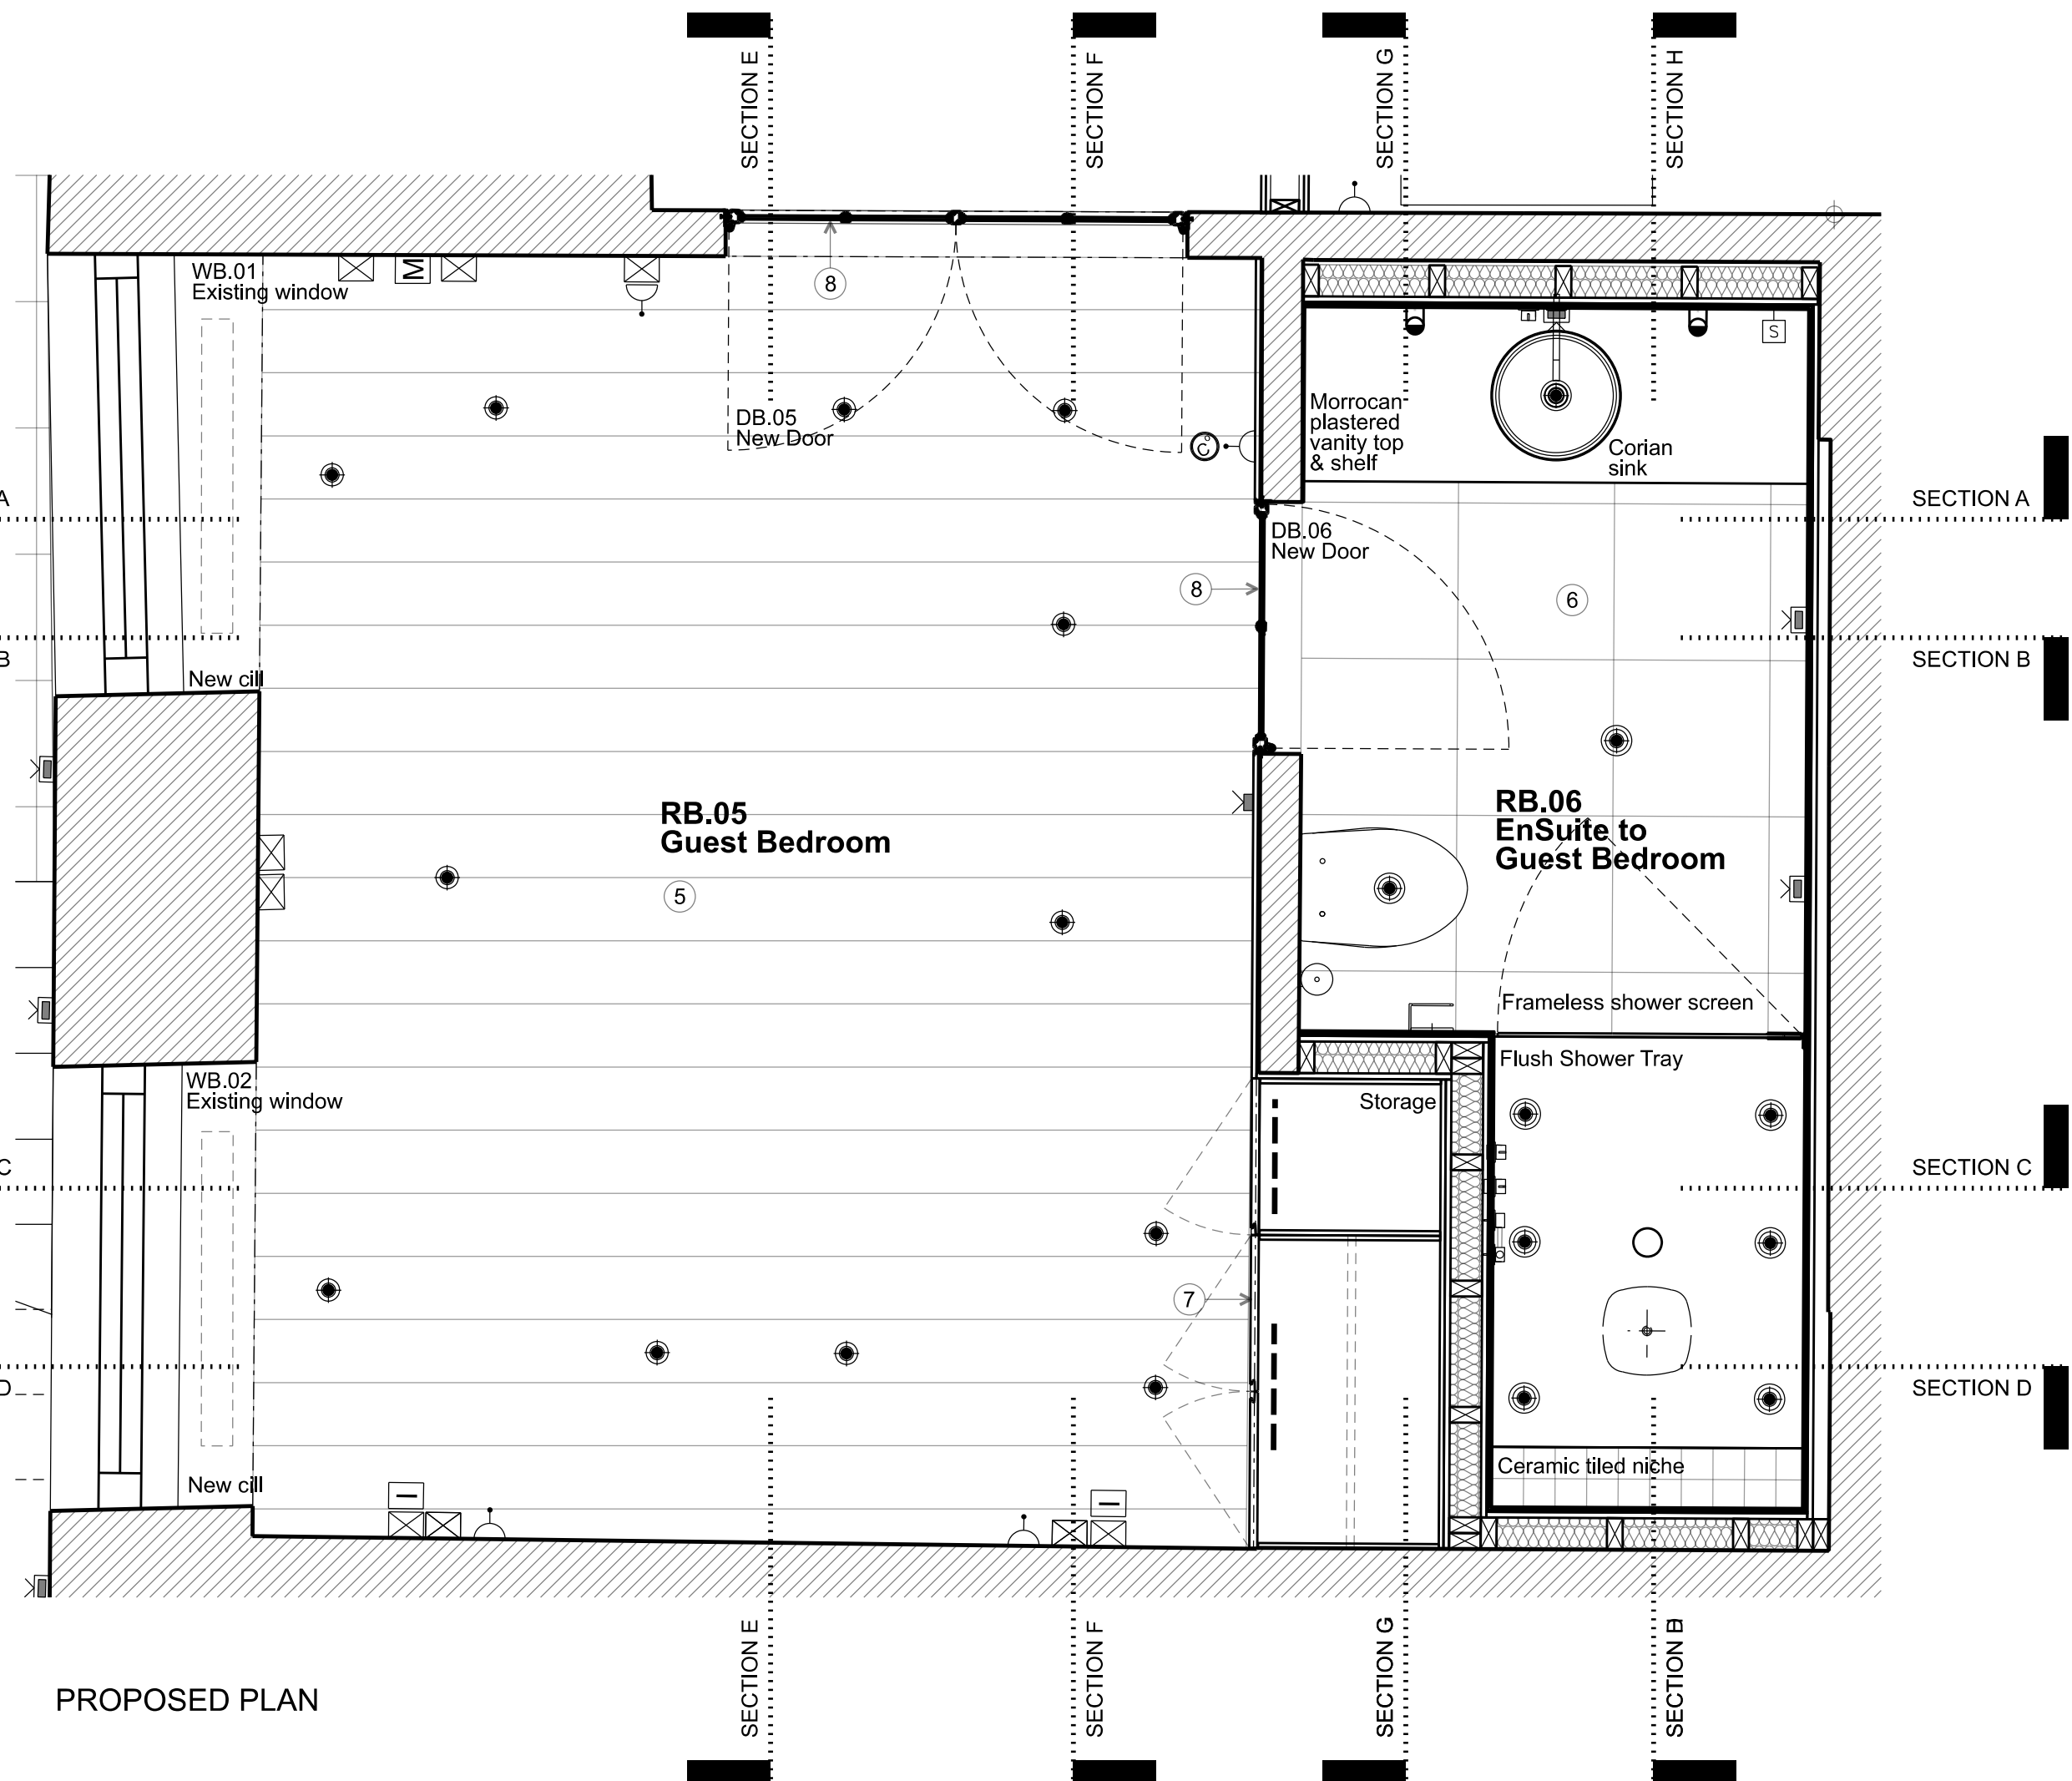 SECTION E
SECTION F
SECTION G
SECTION H
WB.01
Existing window
M
8
DB.05
New Door
C°
Morrocan
plastered
vanity top
& shelf
Corian
sink
S
A
SECTION A
DB.06
New Door
8
6
B
SECTION B
New cill
RB.05
Guest Bedroom
5
RB.06
EnSuite to
Guest Bedroom
Frameless shower screen
Flush Shower Tray
WB.02
Existing window
Storage
C
SECTION C
7
D
SECTION D
New cill
I
I
Ceramic tiled niche
PROPOSED PLAN
SECTION E
SECTION F
SECTION G
SECTION